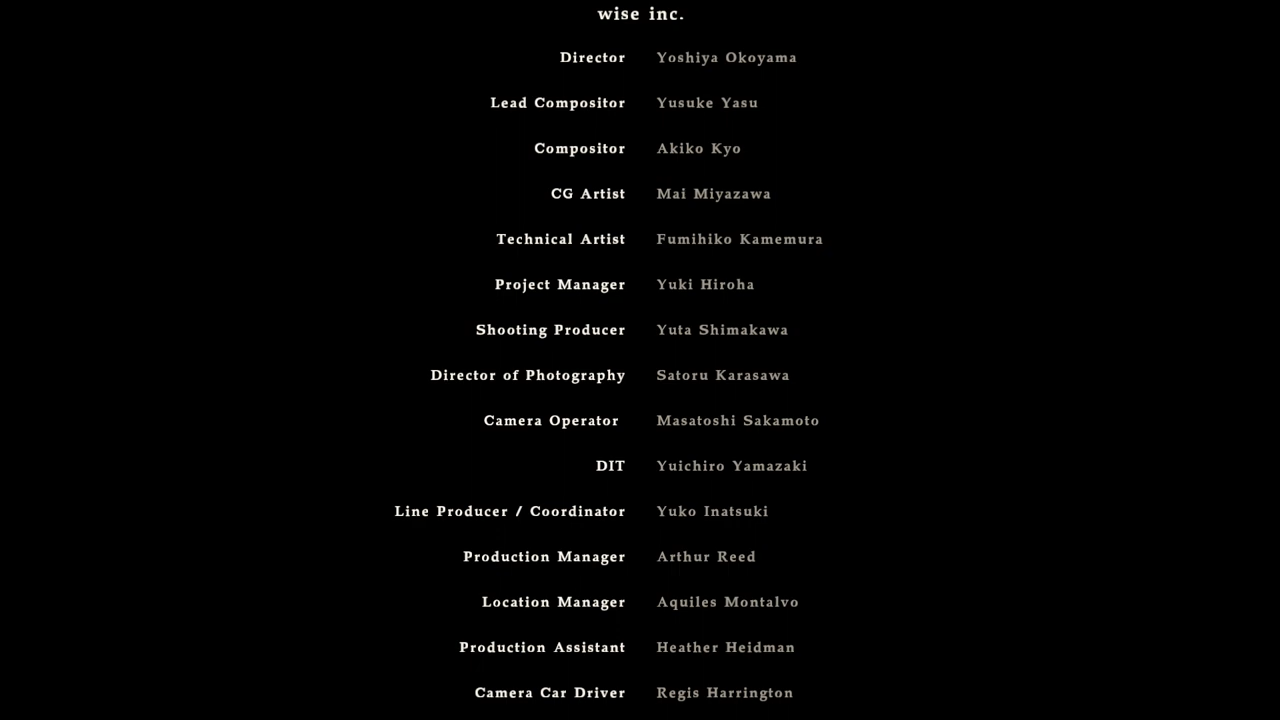 wise inc.
Director Yoshiya Okoyama
Lead Compositor Yusuke Yasu
Compositor Akiko Kyo
CG Artist Mai Miyazawa
Technical Artist Fumihiko Kamemura
Project Manager Yuki Hiroha
Shooting Producer Yuta Shimakawa
Director of Photography Satoru Karasawa
Camera Operator Masatoshi Sakamoto
DIT Yuichiro Yamazaki
Line Producer / Coordinator Yuko Inatsuki
Production Manager Arthur Reed
Location Manager Aquiles Montalvo
Production Assistant Heather Heidman
Camera Car Driver Regis Harrington